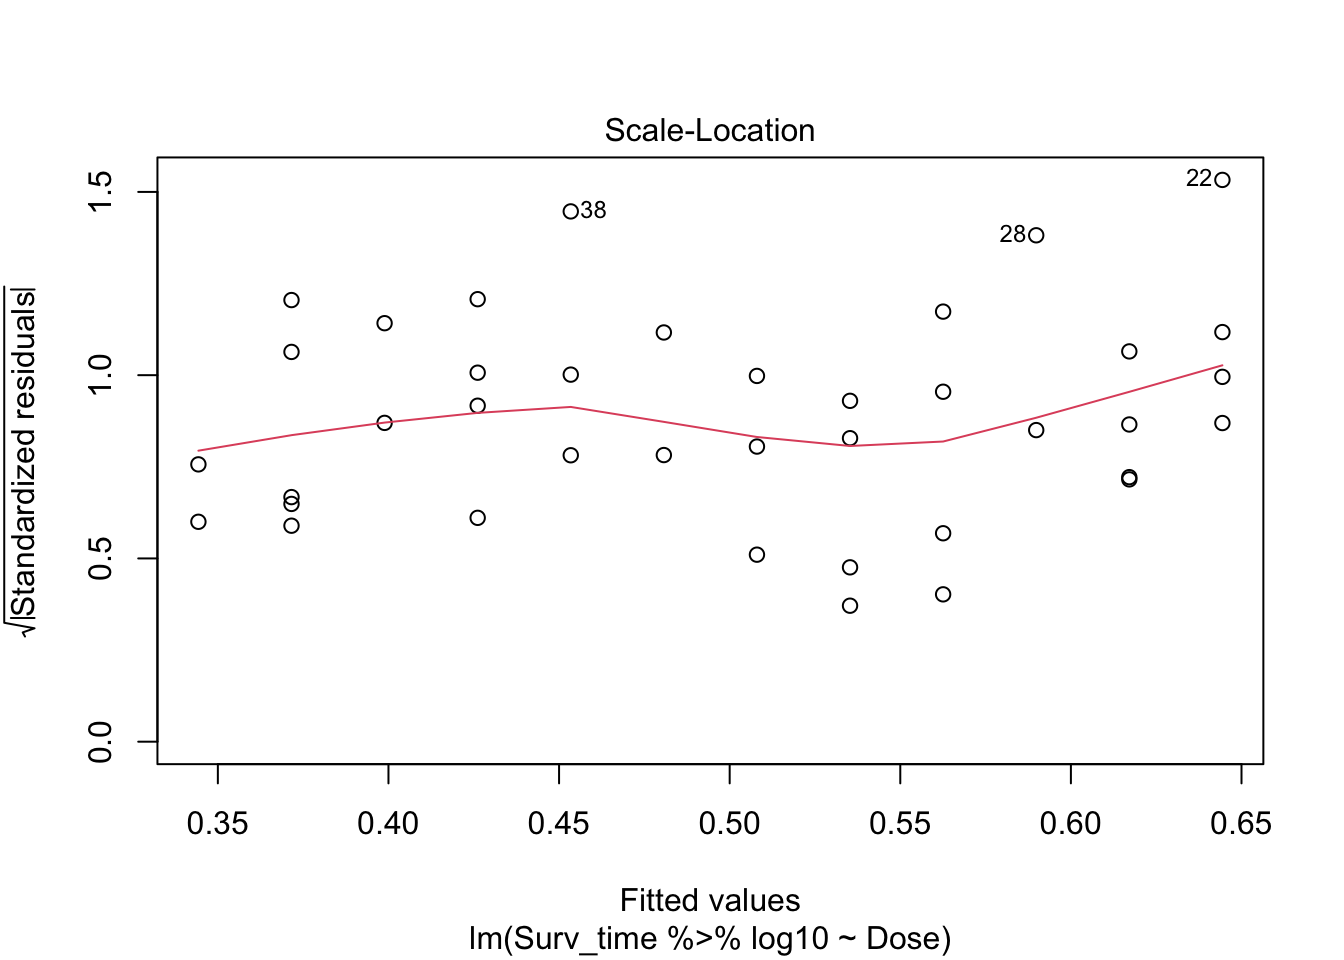 Scale-Location
√|Standardized residuals|
1.5
1.0
0.5
0.0
38
28
22
0.35 0.40 0.45 0.50 0.55 0.60 0.65
Fitted values
lm(Surv_time %>% log10 ~ Dose)